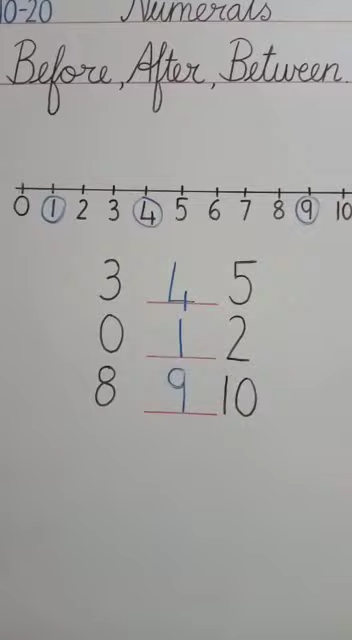 10-20 Numerals
Before, After, Between.
0 1 2 3 4 5 6 7 8 9 10
3 4 5
0 1 2
8 9 10